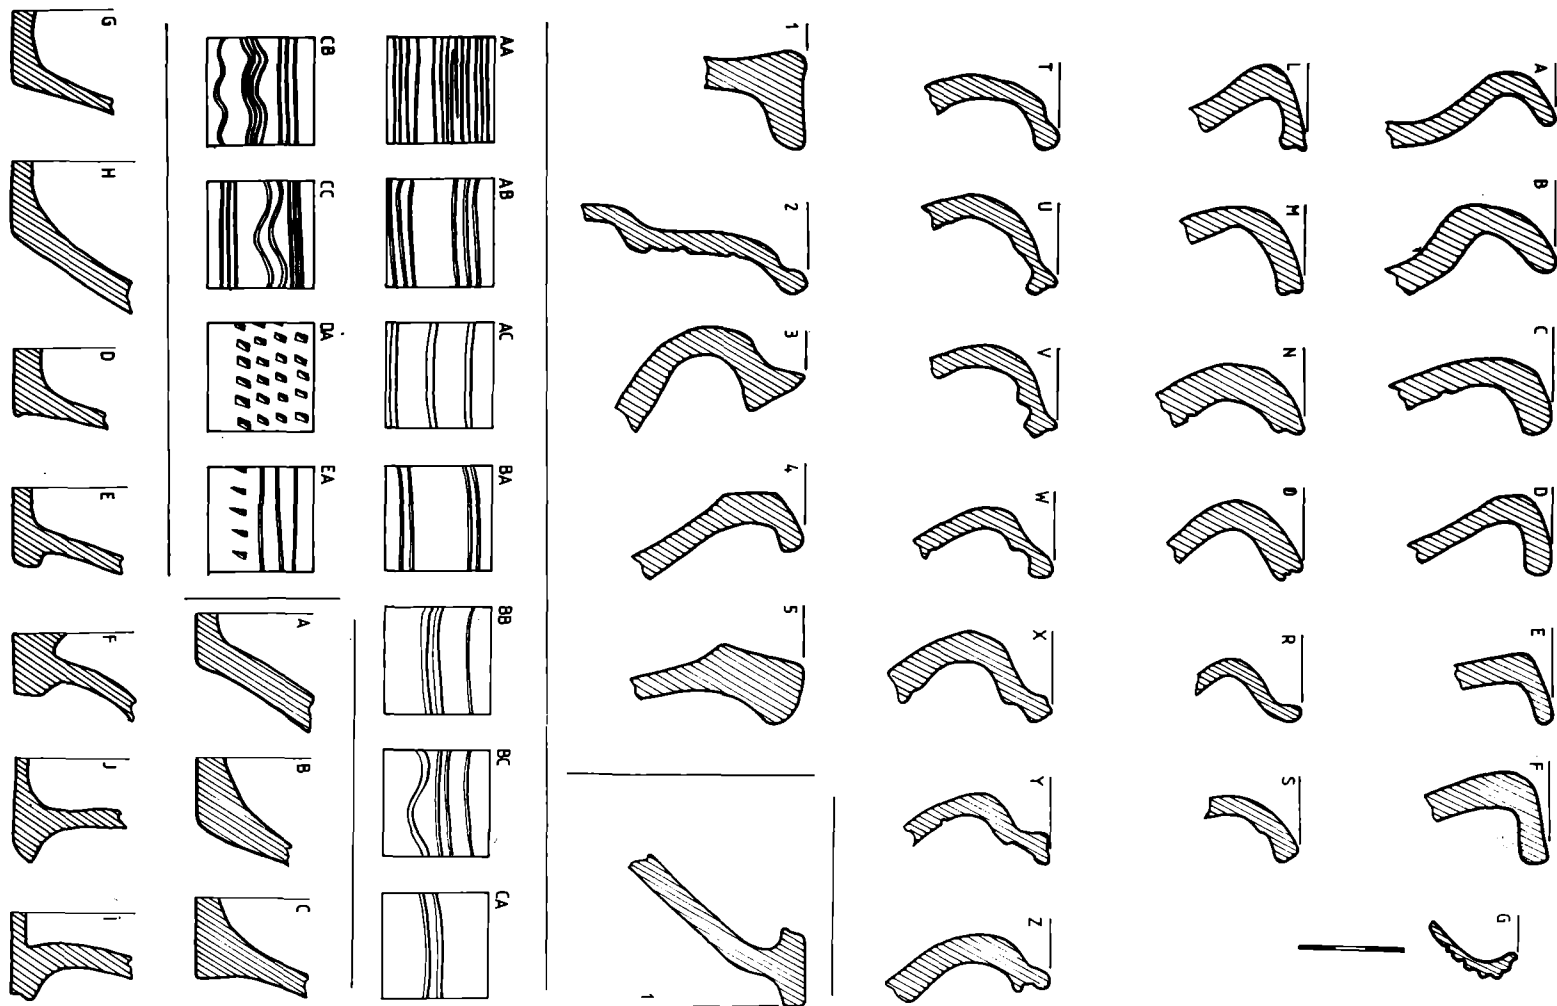 A B C D E F G
L M N O R S
T U V W X Y Z
1 2 3 4 5 1
AA AB AC BA BB BC CA
CB CC DA EA A B C
G H D E F J I